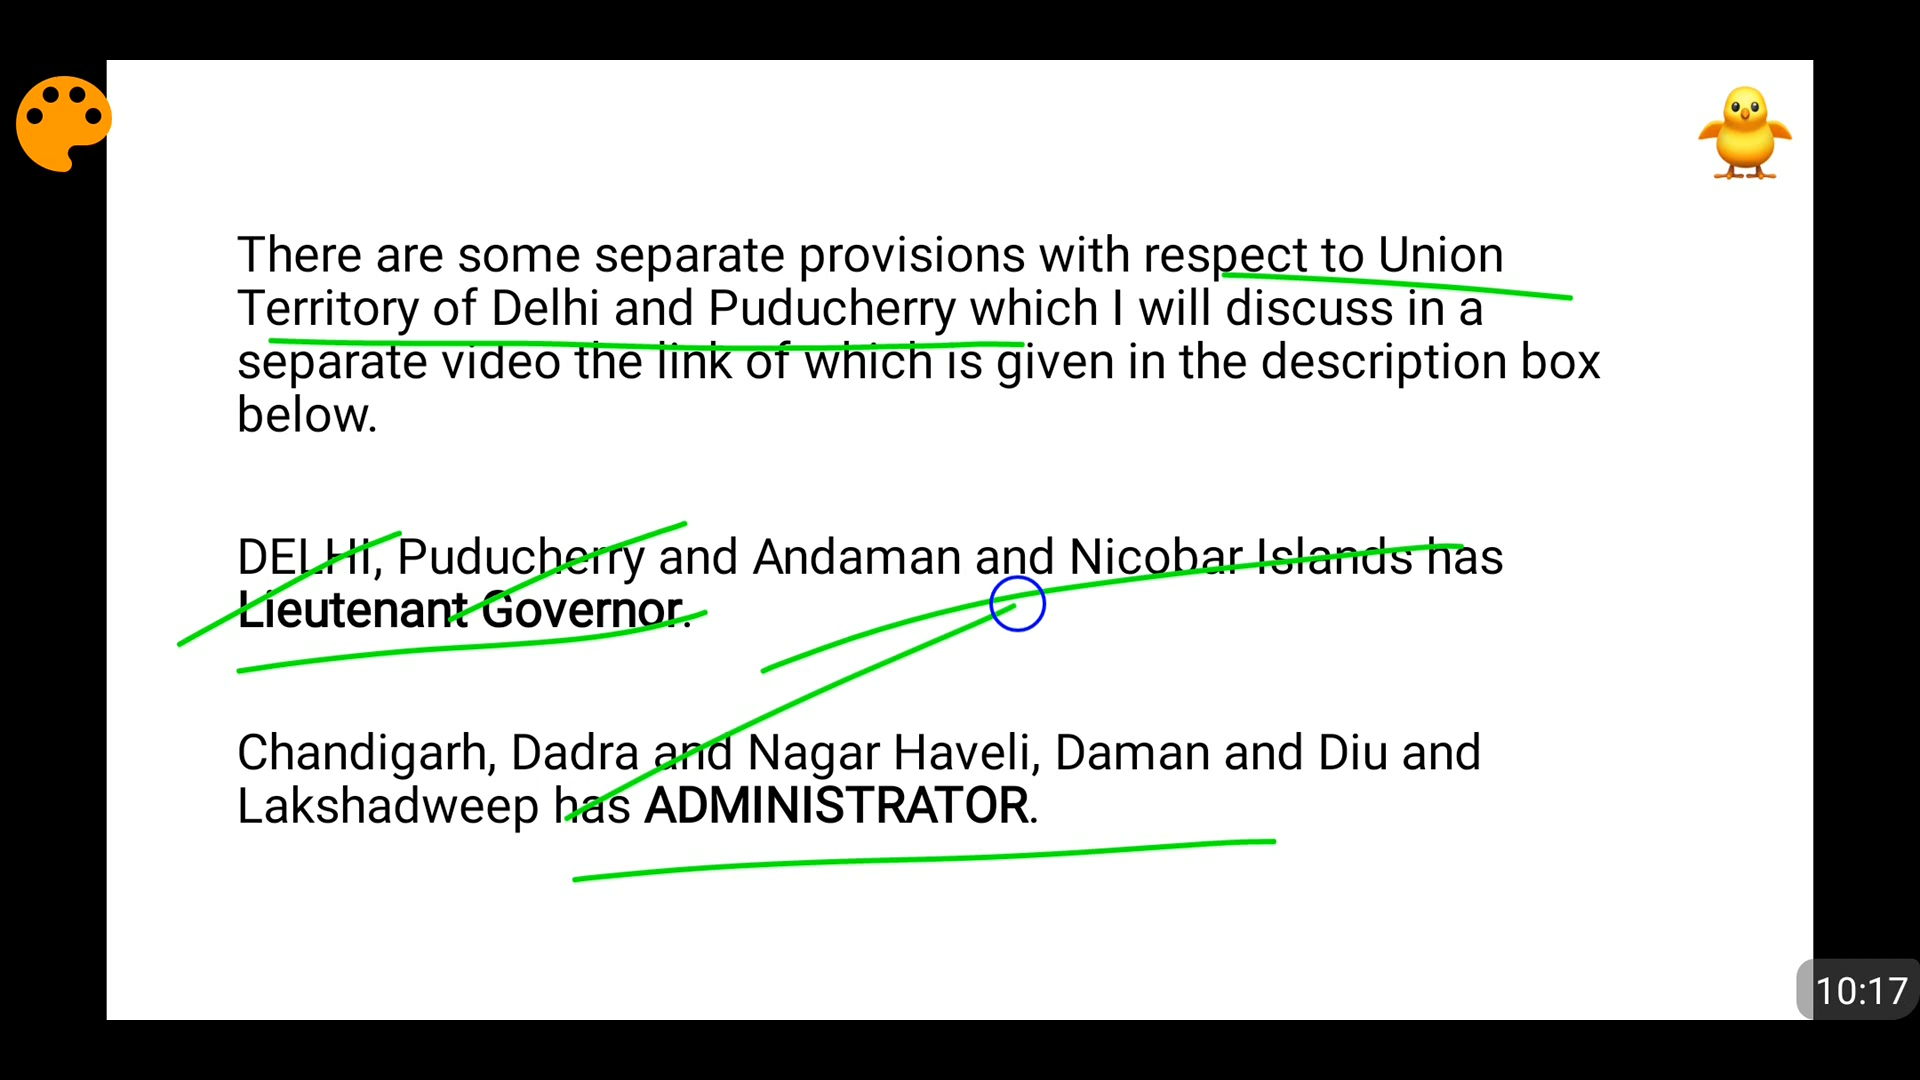 There are some separate provisions with respect to Union
Territory of Delhi and Puducherry which I will discuss in a
separate video the link of which is given in the description box
below.
DELHI, Puducherry and Andaman and Nicobar Islands has
Lieutenant Governor.
Chandigarh, Dadra and Nagar Haveli, Daman and Diu and
Lakshadweep has ADMINISTRATOR.
10:17